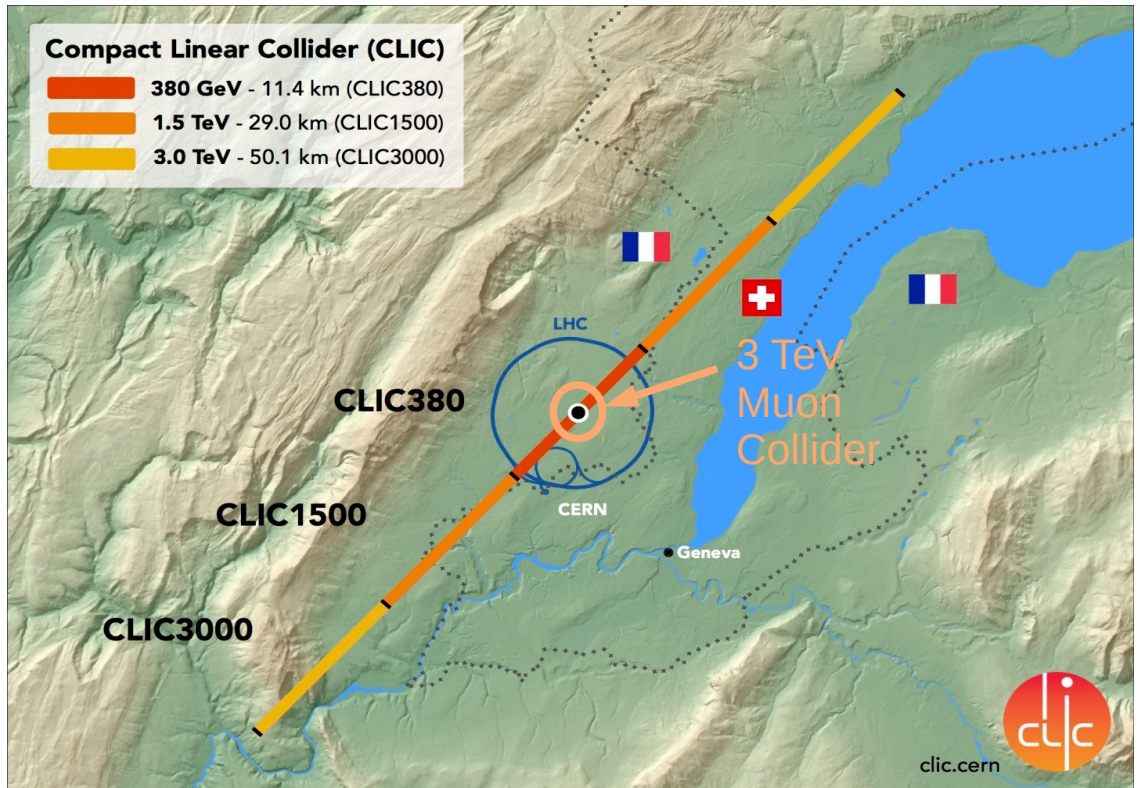 Compact Linear Collider (CLIC)
380 GeV - 11.4 km (CLIC380)
1.5 TeV - 29.0 km (CLIC1500)
3.0 TeV - 50.1 km (CLIC3000)
LHC
3 TeV
Muon
Collider
CLIC380
CLIC1500
CERN
Geneva
CLIC3000
clic
clic.cern